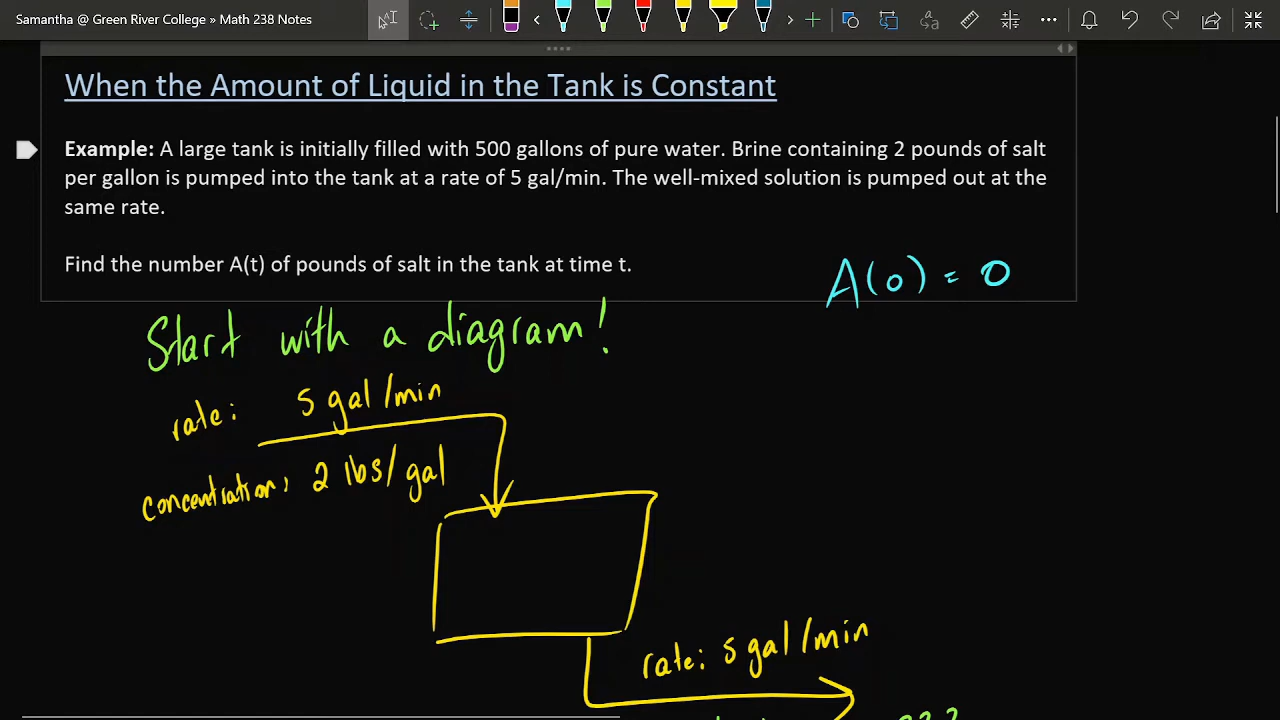 Samantha @ Green River College » Math 238 Notes
When the Amount of Liquid in the Tank is Constant
Example: A large tank is initially filled with 500 gallons of pure water. Brine containing 2 pounds of salt
per gallon is pumped into the tank at a rate of 5 gal/min. The well-mixed solution is pumped out at the
same rate.
Find the number A(t) of pounds of salt in the tank at time t.
A(0) = 0
Start with a diagram!
rate: 5 gal/min
concentration: 2 lbs/gal
rate: 5 gal/min